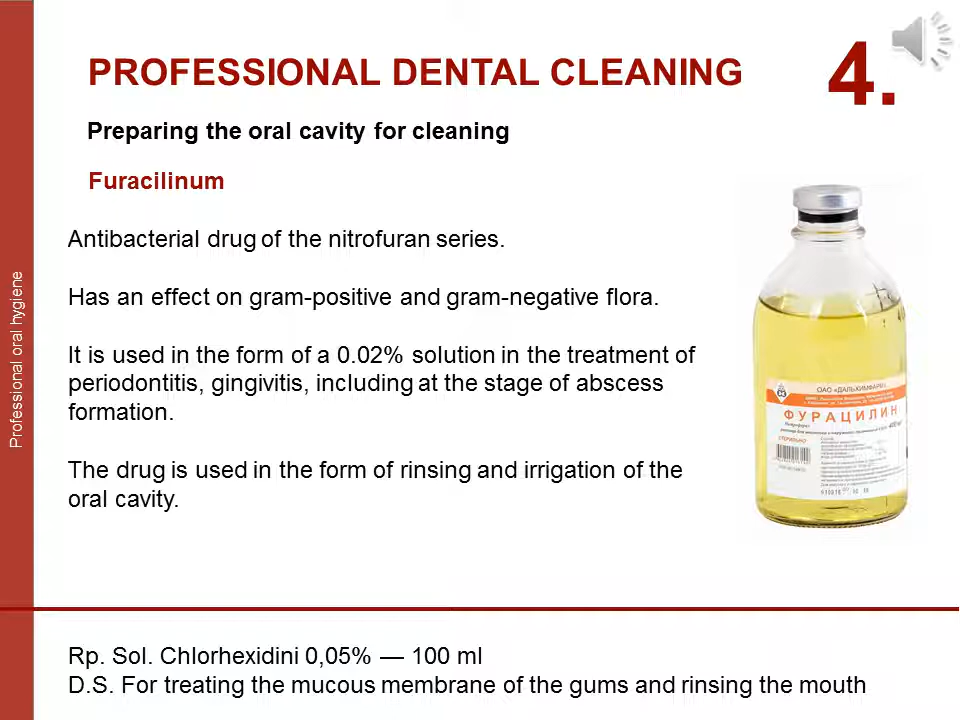 PROFESSIONAL DENTAL CLEANING
4.
Preparing the oral cavity for cleaning
Furacilinum
Antibacterial drug of the nitrofuran series.
Has an effect on gram-positive and gram-negative flora.
It is used in the form of a 0.02% solution in the treatment of
periodontitis, gingivitis, including at the stage of abscess
formation.
The drug is used in the form of rinsing and irrigation of the
oral cavity.
Professional oral hygiene
ОАО «ДАЛЬХИМФАРМ»
ФУРАЦИЛИН
СТЕРИЛЬНО
Rp. Sol. Chlorhexidini 0,05% — 100 ml
D.S. For treating the mucous membrane of the gums and rinsing the mouth